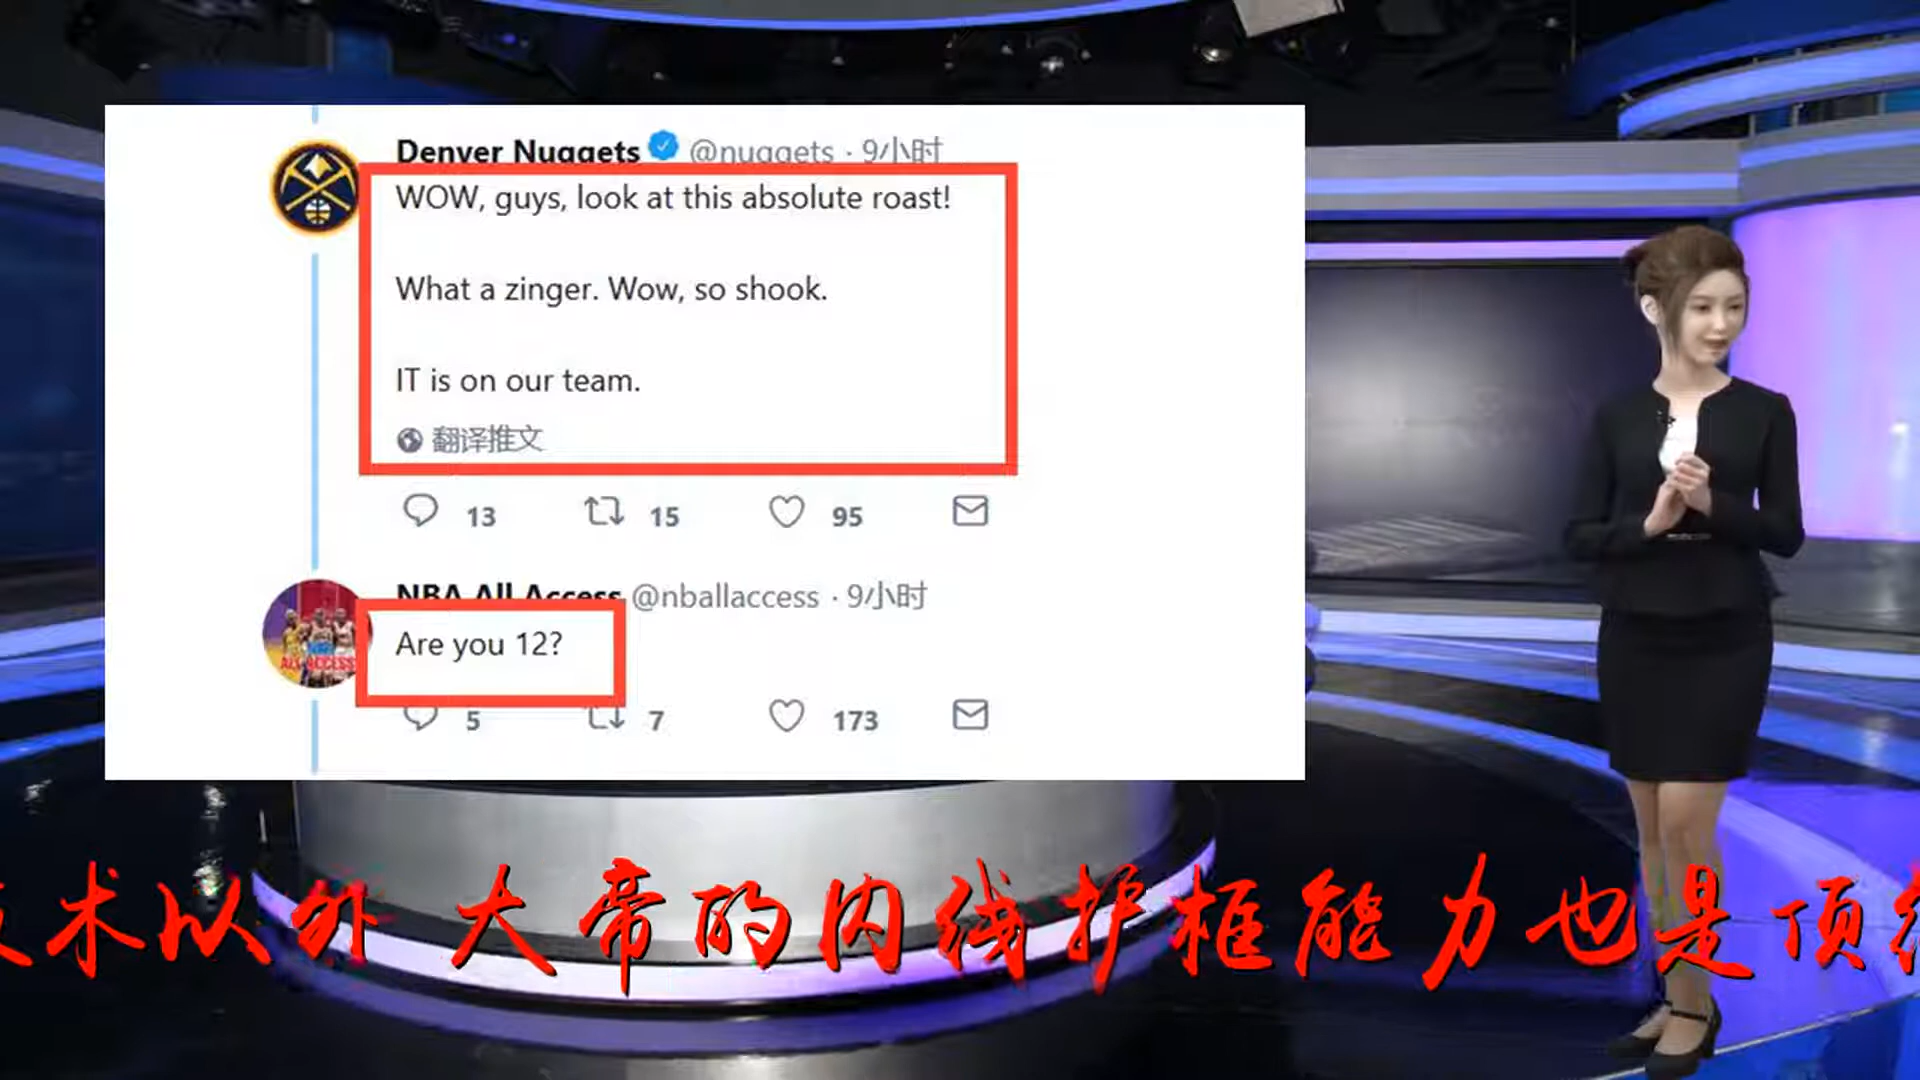 Denver Nuggets @nuggets · 9小时
WOW, guys, look at this absolute roast!
What a zinger. Wow, so shook.
IT is on our team.
翻译推文
13 15 95
NBA All Access @nballaccess · 9小时
Are you 12?
ALL ACCESS
5 7 173
术以外 大帝的内线护框能力也是顶